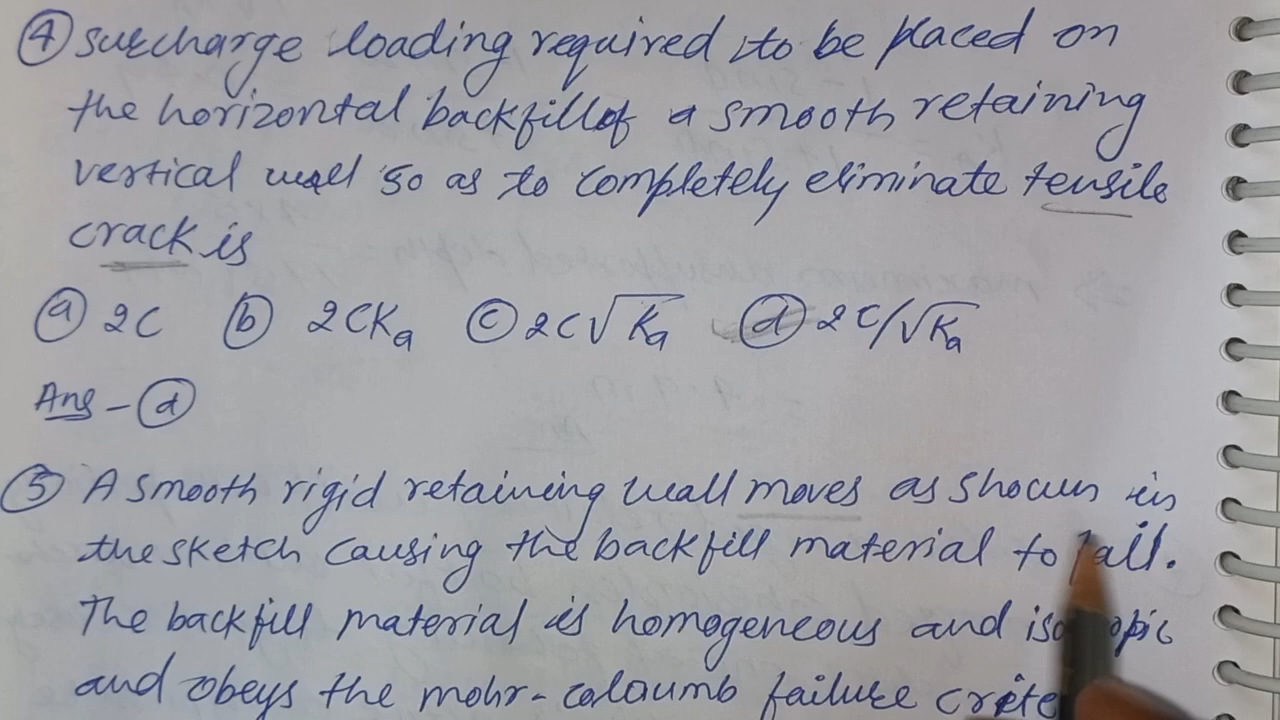 ④ surcharge loading required to be placed on
the horizontal backfill of a smooth retaining
vertical wall so as to completely eliminate tensile
crack is
ⓐ 2C ⓑ 2CKa ⓒ 2C√Ka ⓓ 2C/√Ka
Ans - ⓓ
⑤ A smooth rigid retaining wall moves as shown in
the sketch causing the backfill material to fail.
The backfill material is homogeneous and isotropic
and obeys the mohr-coloumb failure crite